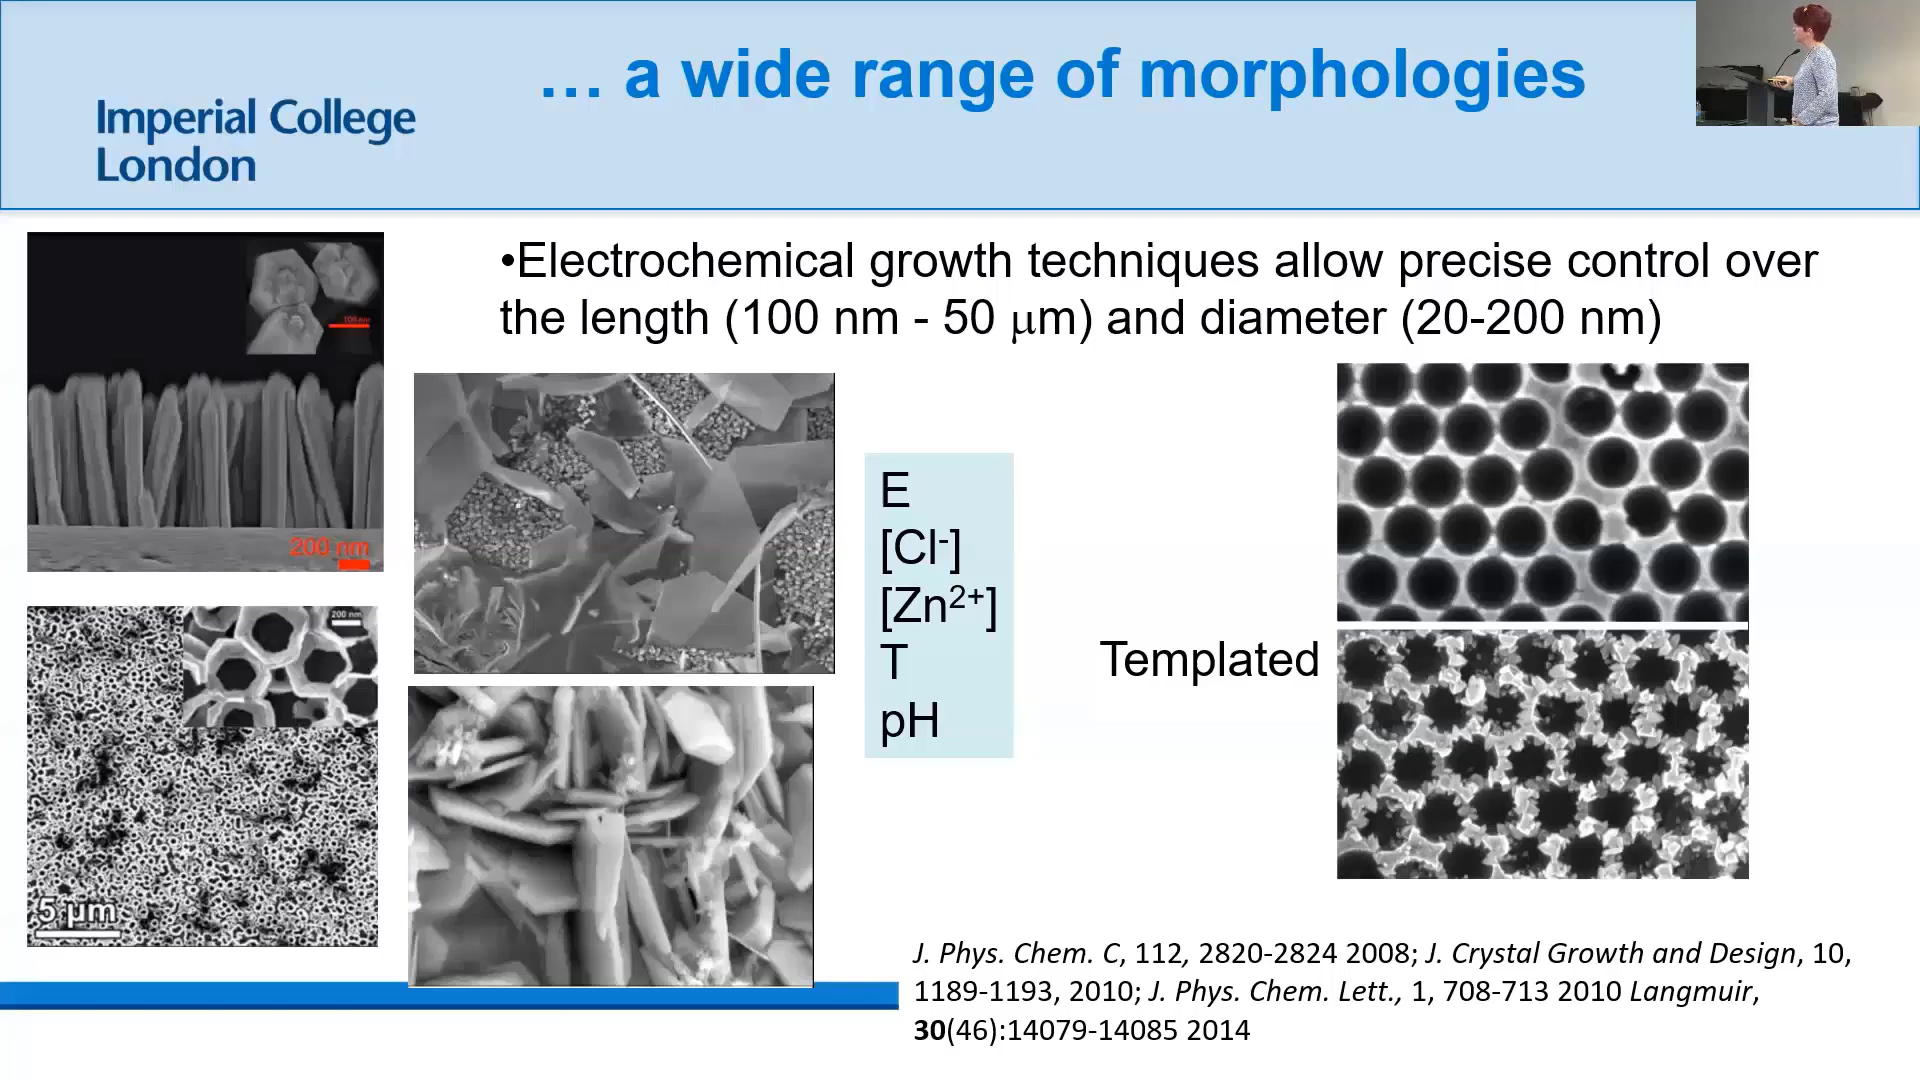 … a wide range of morphologies
Imperial College
London
•Electrochemical growth techniques allow precise control over
the length (100 nm - 50 μm) and diameter (20-200 nm)
100 nm
200 nm
200 nm
5 μm
E
[Cl⁻]
[Zn²⁺]
T
pH
Templated
J. Phys. Chem. C, 112, 2820-2824 2008; J. Crystal Growth and Design, 10,
1189-1193, 2010; J. Phys. Chem. Lett., 1, 708-713 2010 Langmuir,
30(46):14079-14085 2014